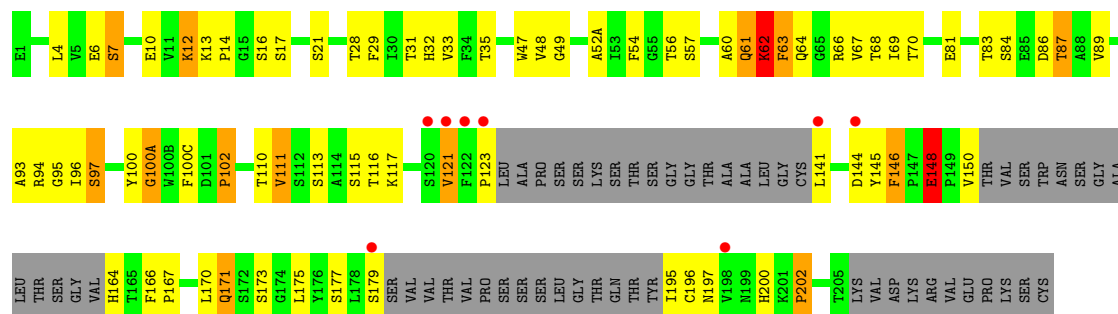 E1 L4 V5 E6 S7 E10 V11 K12 K13 P14 G15 S16 S17 S21 T28 F29 I30 T31 H32 V33 F34 T35 W47 V48 G49 A52A I53 F54 G55 T56 S57 A60 Q61 K62 F63 Q64 G65 R66 V67 T68 I69 T70 E81 T83 S84 E85 D86 T87 A88 V89
A93 R94 G95 I96 S97 Y100 G100A W100B F100C D101 P102 T110 V111 S112 S113 A114 S115 T116 K117 S120 V121 F122 P123 LEU ALA PRO SER SER LYS SER THR SER GLY GLY THR ALA ALA LEU GLY CYS L141 D144 Y145 F146 P147 E148 P149 V150 THR VAL SER TRP ASN SER GLY ALA
LEU THR SER GLY VAL H164 T165 F166 P167 L170 Q171 S172 S173 G174 L175 Y176 S177 L178 S179 SER VAL VAL THR VAL PRO SER SER SER LEU GLY THR GLN THR TYR I195 C196 N197 V198 N199 H200 K201 P202 T205 LYS VAL ASP LYS ARG VAL GLU PRO LYS SER CYS